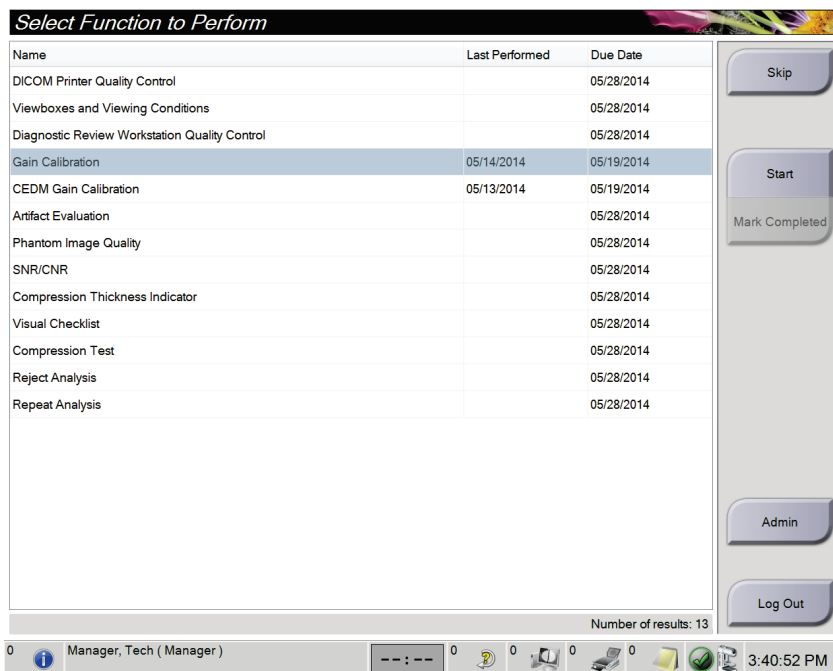 Select Function to Perform
Name Last Performed Due Date
DICOM Printer Quality Control 05/28/2014
Viewboxes and Viewing Conditions 05/28/2014
Diagnostic Review Workstation Quality Control 05/28/2014
Gain Calibration 05/14/2014 05/19/2014
CEDM Gain Calibration 05/13/2014 05/19/2014
Artifact Evaluation 05/28/2014
Phantom Image Quality 05/28/2014
SNR/CNR 05/28/2014
Compression Thickness Indicator 05/28/2014
Visual Checklist 05/28/2014
Compression Test 05/28/2014
Reject Analysis 05/28/2014
Repeat Analysis 05/28/2014
Number of results: 13
Skip
Start
Mark Completed
Admin
Log Out
0 Manager, Tech ( Manager ) --:-- 0 0 0 0 3:40:52 PM